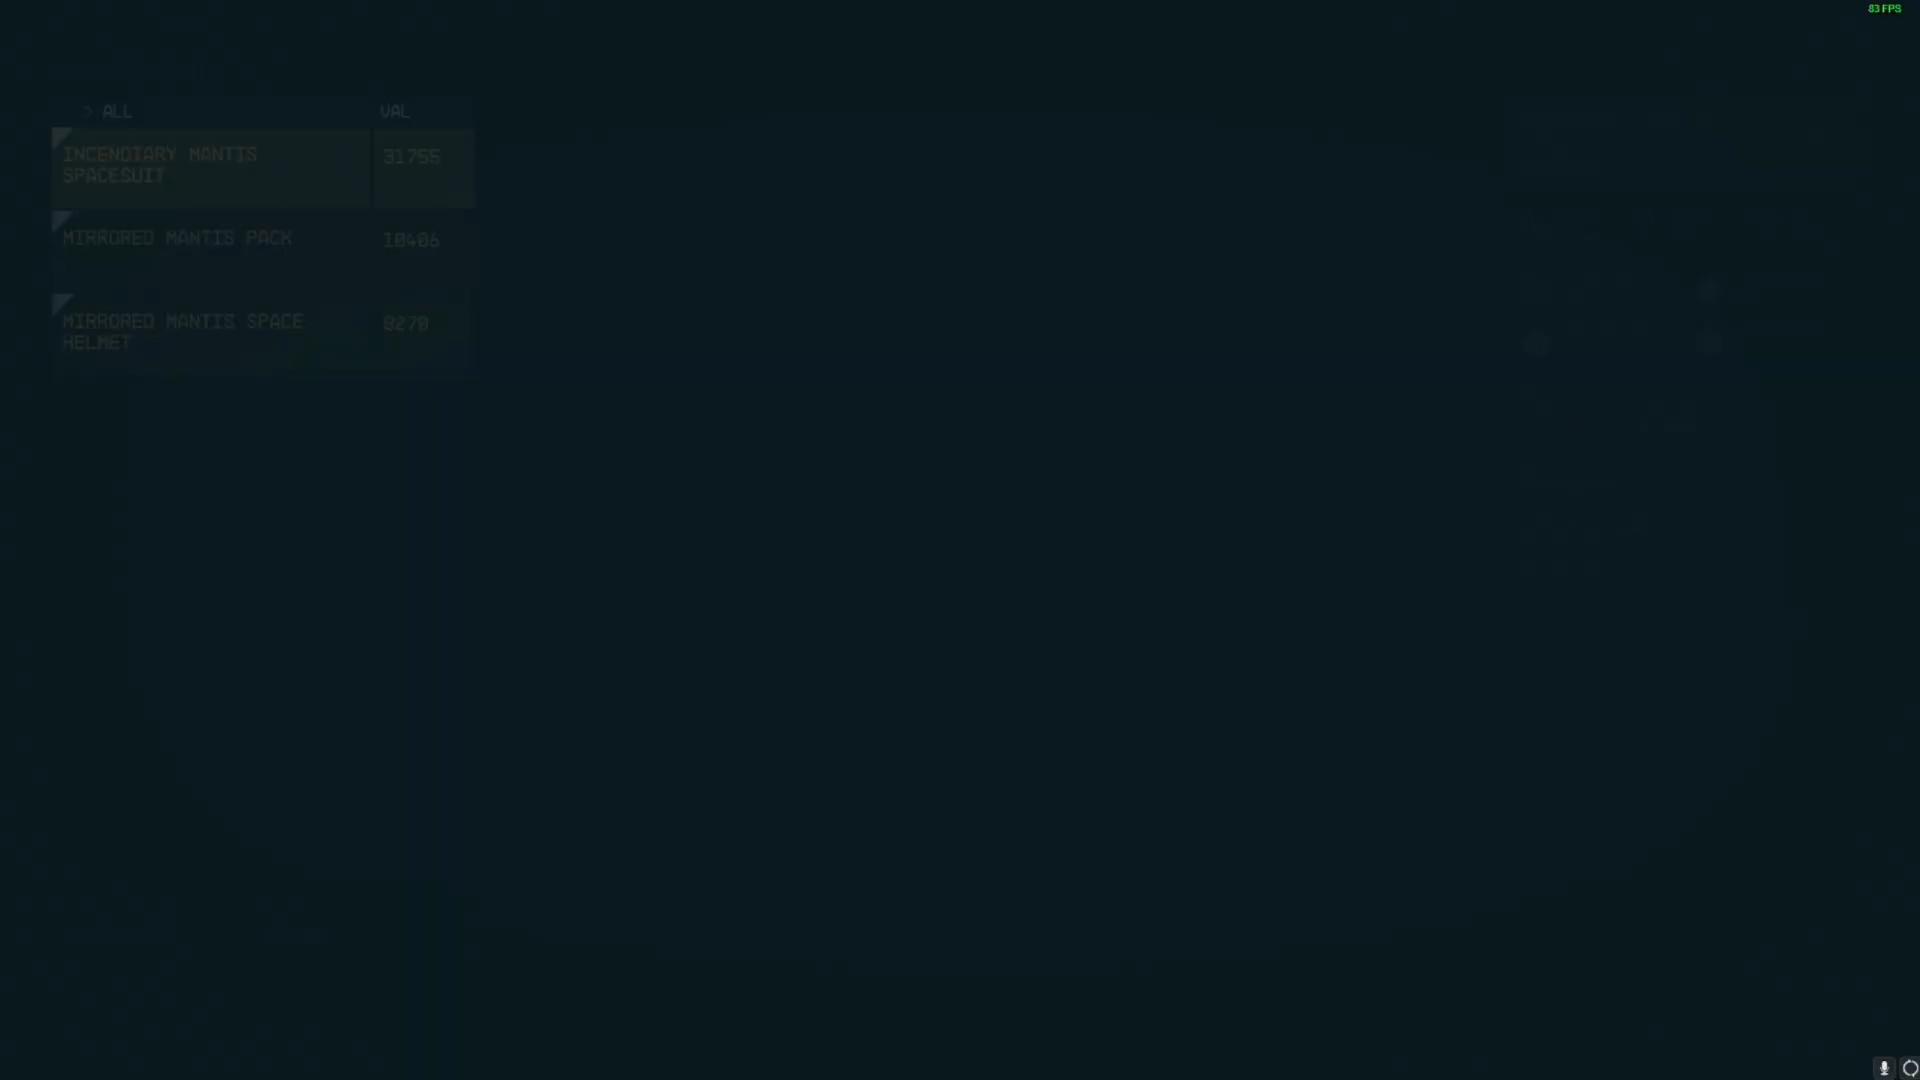 83 FPS
> ALL VAL
INCENDIARY MANTIS
SPACESUIT
31755
MIRRORED MANTIS PACK 10406
MIRRORED MANTIS SPACE
HELMET
8270